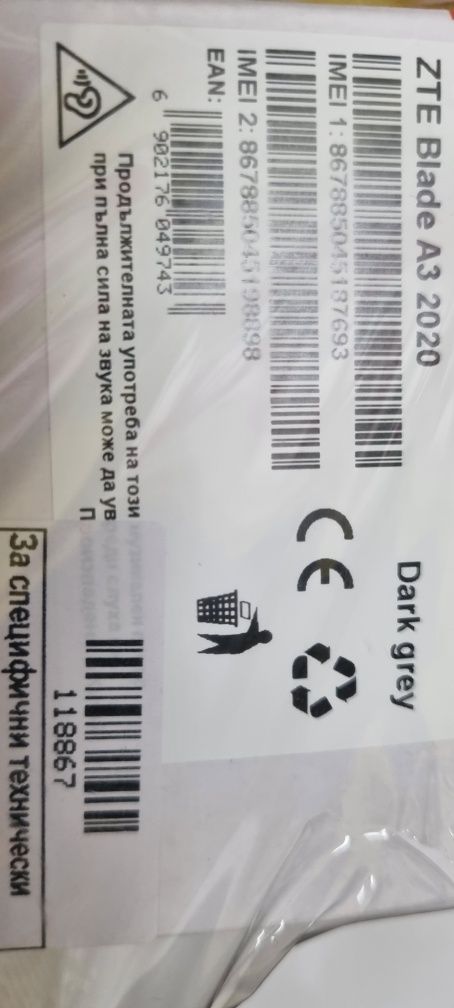 ZTE Blade A3 2020
Dark grey
IMEI 1: 867885045187693
IMEI 2: 867885045198898
EAN:
6 902176 049743
Продължителната употреба на този
при пълна сила на звука може да ув
118867
За специфични технически